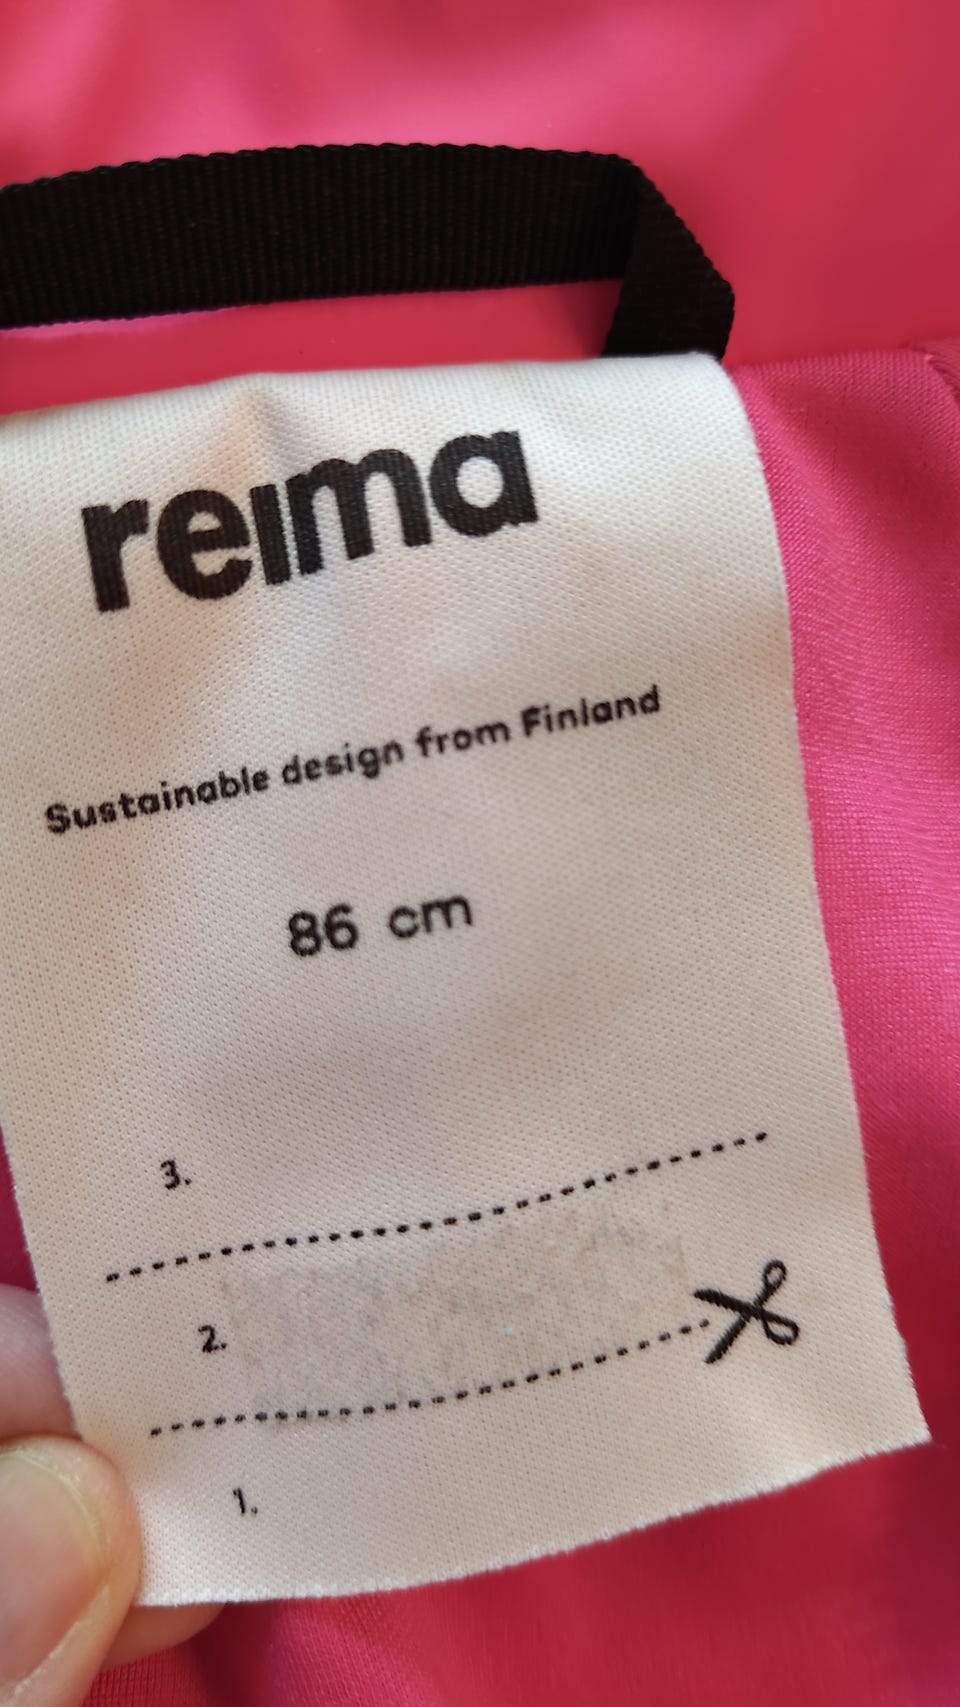 reima
Sustainable design from Finland
86 cm
3.
2.
1.